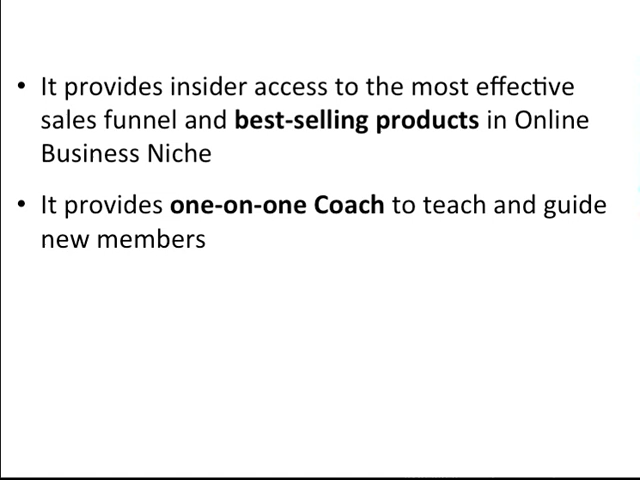 • It provides insider access to the most effective
sales funnel and best-selling products in Online
Business Niche
• It provides one-on-one Coach to teach and guide
new members